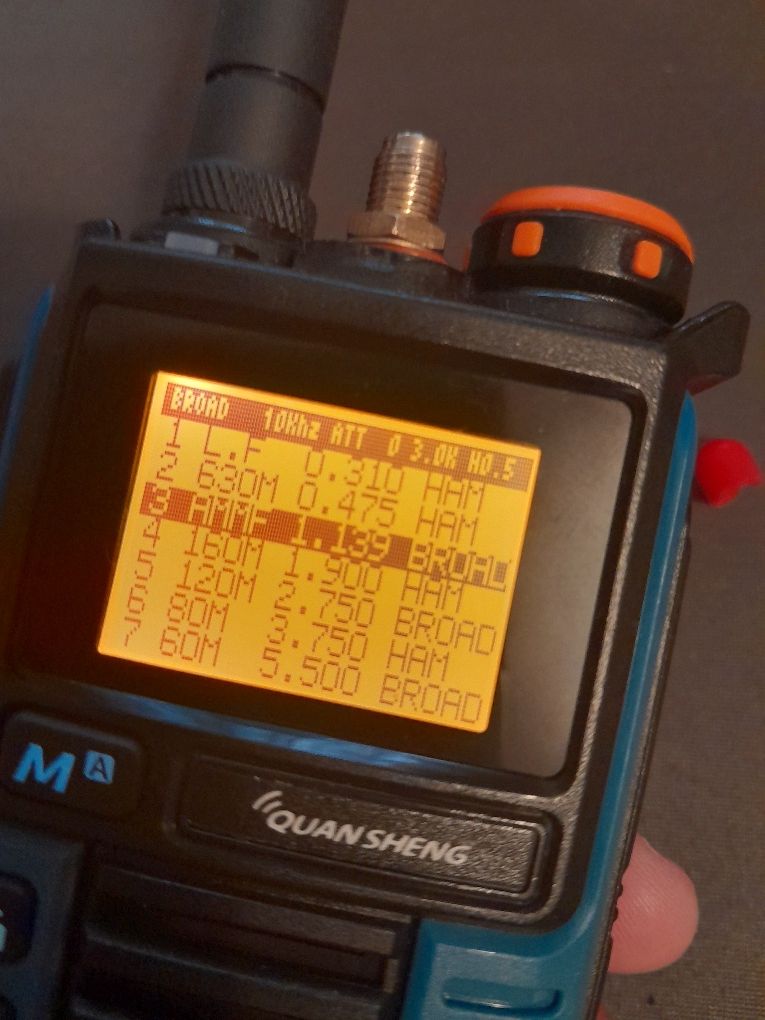 BROAD 10Khz ATT 0 3.0K NO.5
1 L.F 0.310 HAM
2 630M 0.475 HAM
3 AMMF 1.139 BROAD
4 160M 1.900 HAM
5 120M 2.750 BROAD
6 80M 3.750 HAM
7 60M 5.500 BROAD
M A
QUANSHENG